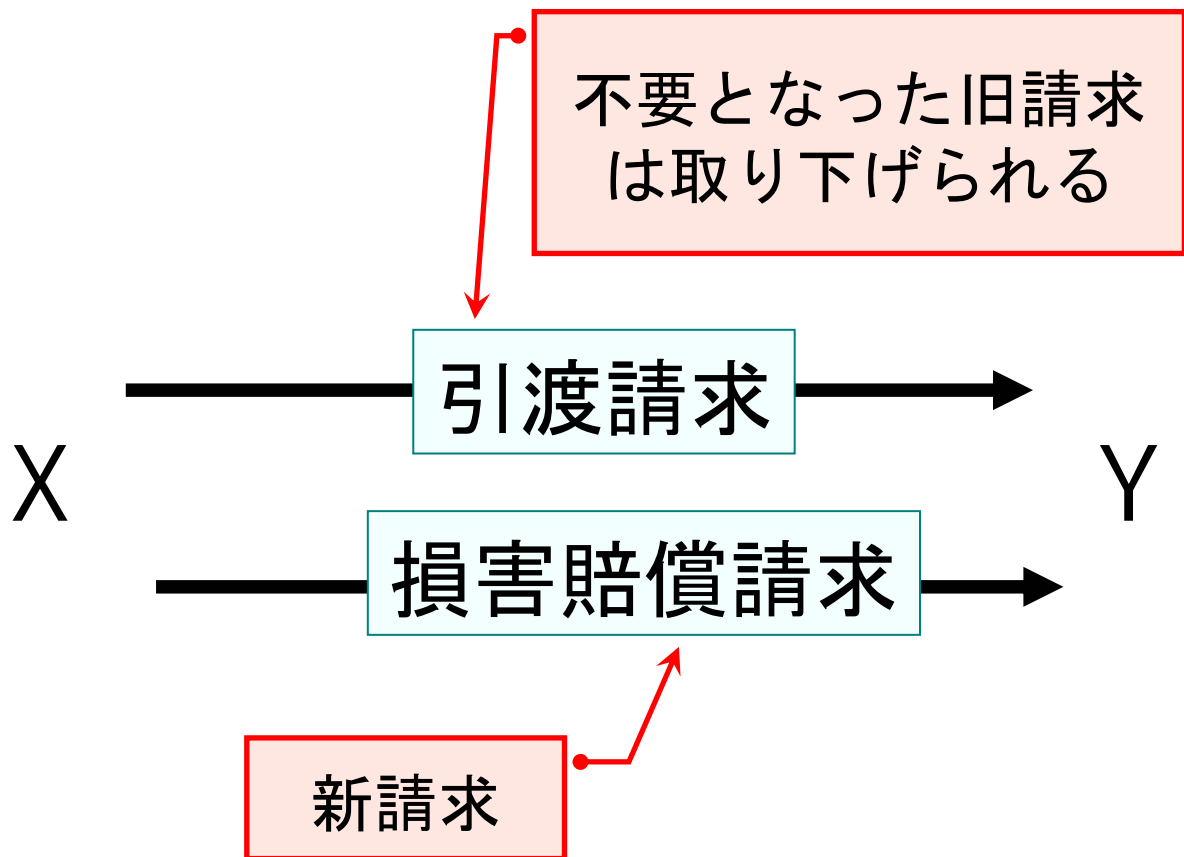 不要となった旧請求
は取り下げられる
引渡請求
X
Y
損害賠償請求
新請求